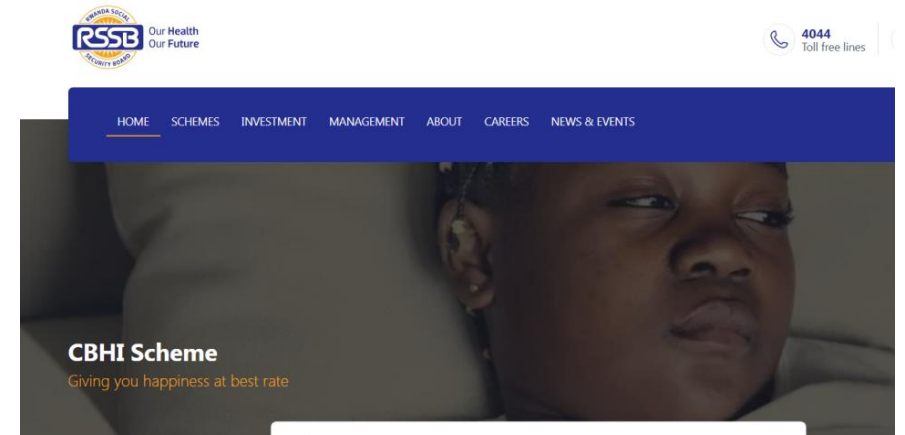 RWANDA SOCIAL
RSSB
SECURITY BOARD
Our Health
Our Future
4044
Toll free lines
HOME SCHEMES INVESTMENT MANAGEMENT ABOUT CAREERS NEWS & EVENTS
CBHI Scheme
Giving you happiness at best rate